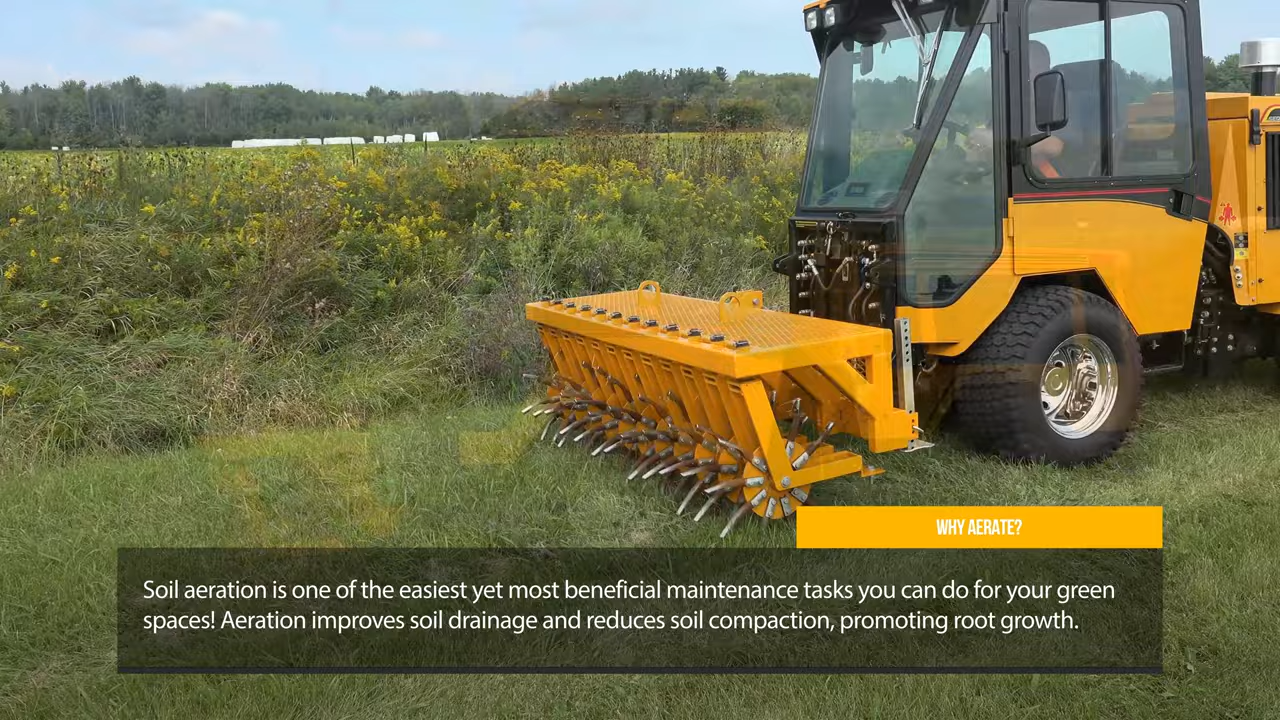 WHY AERATE?
Soil aeration is one of the easiest yet most beneficial maintenance tasks you can do for your green
spaces! Aeration improves soil drainage and reduces soil compaction, promoting root growth.